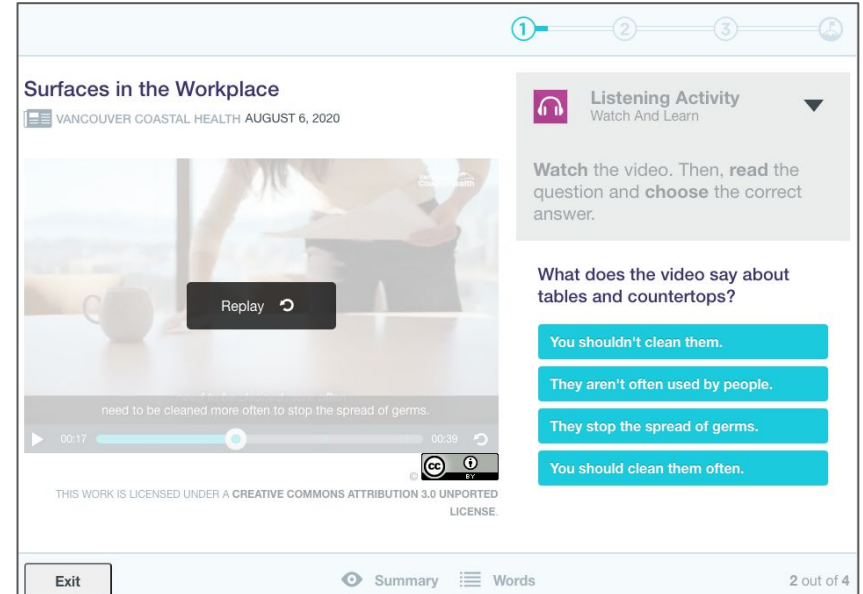 1
2
3
Surfaces in the Workplace
VANCOUVER COASTAL HEALTH AUGUST 6, 2020
Replay
need to be cleaned more often to stop the spread of germs.
00:17
00:39
©
cc
BY
THIS WORK IS LICENSED UNDER A CREATIVE COMMONS ATTRIBUTION 3.0 UNPORTED
LICENSE.
Listening Activity
Watch And Learn
Watch the video. Then, read the
question and choose the correct
answer.
What does the video say about
tables and countertops?
You shouldn't clean them.
They aren't often used by people.
They stop the spread of germs.
You should clean them often.
Exit
Summary
Words
2 out of 4